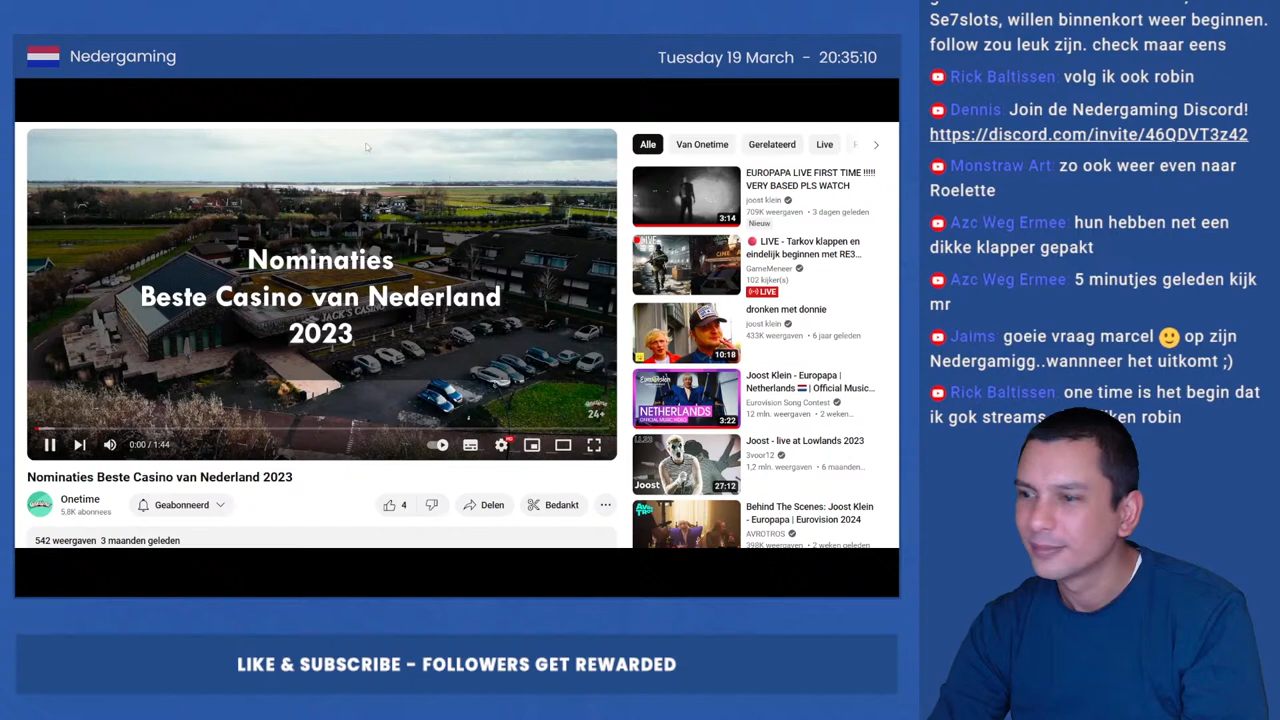 Nedergaming
Tuesday 19 March - 20:35:10
Nominaties
Beste Casino van Nederland
2023
JACK'S CASINO
24+
0:00 / 1:44
Nominaties Beste Casino van Nederland 2023
Onetime
5,8K abonnees
Geabonneerd
4
Delen
Bedankt
542 weergaven 3 maanden geleden
Alle
Van Onetime
Gerelateerd
Live
EUROPAPA LIVE FIRST TIME !!!!!
VERY BASED PLS WATCH
joost klein
709K weergaven • 3 dagen geleden
Nieuw
3:14
LIVE - Tarkov klappen en
eindelijk beginnen met RE3...
GameMeneer
102 kijker(s)
LIVE
dronken met donnie
joost klein
433K weergaven • 6 jaar geleden
10:18
Joost Klein - Europapa |
Netherlands 🇳🇱 | Official Music...
Eurovision Song Contest
12 mln. weergaven • 2 weken...
NETHERLANDS
3:22
Joost - live at Lowlands 2023
3voor12
1,2 mln. weergaven • 6 maanden...
Joost
27:12
Behind The Scenes: Joost Klein
- Europapa | Eurovision 2024
AVROTROS
398K weergaven • 2 weken geleden
LIKE & SUBSCRIBE - FOLLOWERS GET REWARDED
Se7slots, willen binnenkort weer beginnen.
follow zou leuk zijn. check maar eens
Rick Baltissen: volg ik ook robin
Dennis: Join de Nedergaming Discord!
https://discord.com/invite/46QDVT3z42
Monstraw Art: zo ook weer even naar
Roelette
Azc Weg Ermee: hun hebben net een
dikke klapper gepakt
Azc Weg Ermee: 5 minutjes geleden kijk
mr
Jaims: goeie vraag marcel 🙂 op zijn
Nedergamigg..wannneer het uitkomt ;)
Rick Baltissen: one time is het begin dat
ik gok streams robin